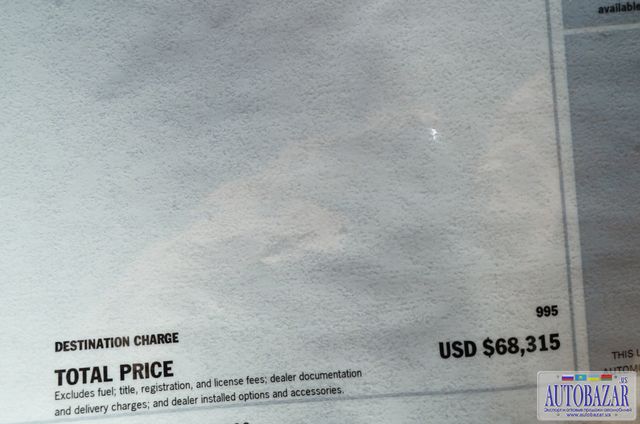 available
995
DESTINATION CHARGE
USD $68,315
TOTAL PRICE
Excludes fuel; title, registration, and license fees; dealer documentation
and delivery charges; and dealer installed options and accessories.
THIS L
AUTOM
AUTOBAZAR.us
www.autobazar.us